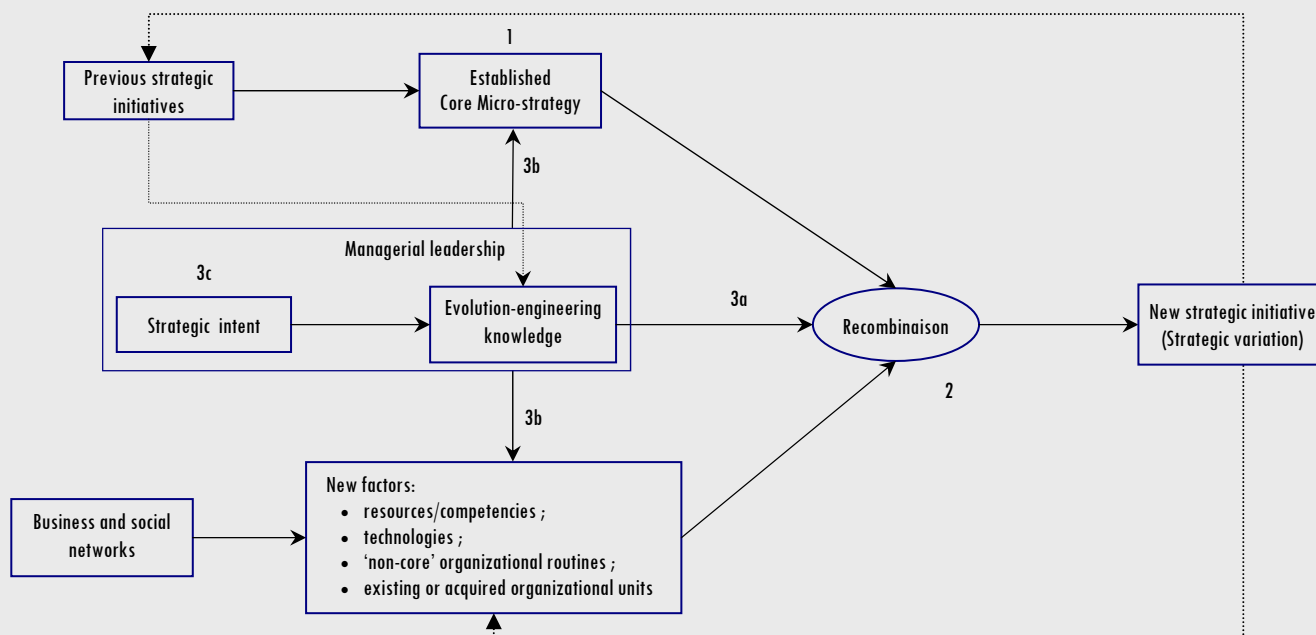 1
Previous strategic
initiatives
Established
Core Micro-strategy
3b
Managerial leadership
3c
Strategic intent
Evolution-engineering
knowledge
3a
Recombinaison
New strategic initiative
(Strategic variation)
2
3b
Business and social
networks
New factors:
• resources/competencies ;
• technologies ;
• ‘non-core’ organizational routines ;
• existing or acquired organizational units